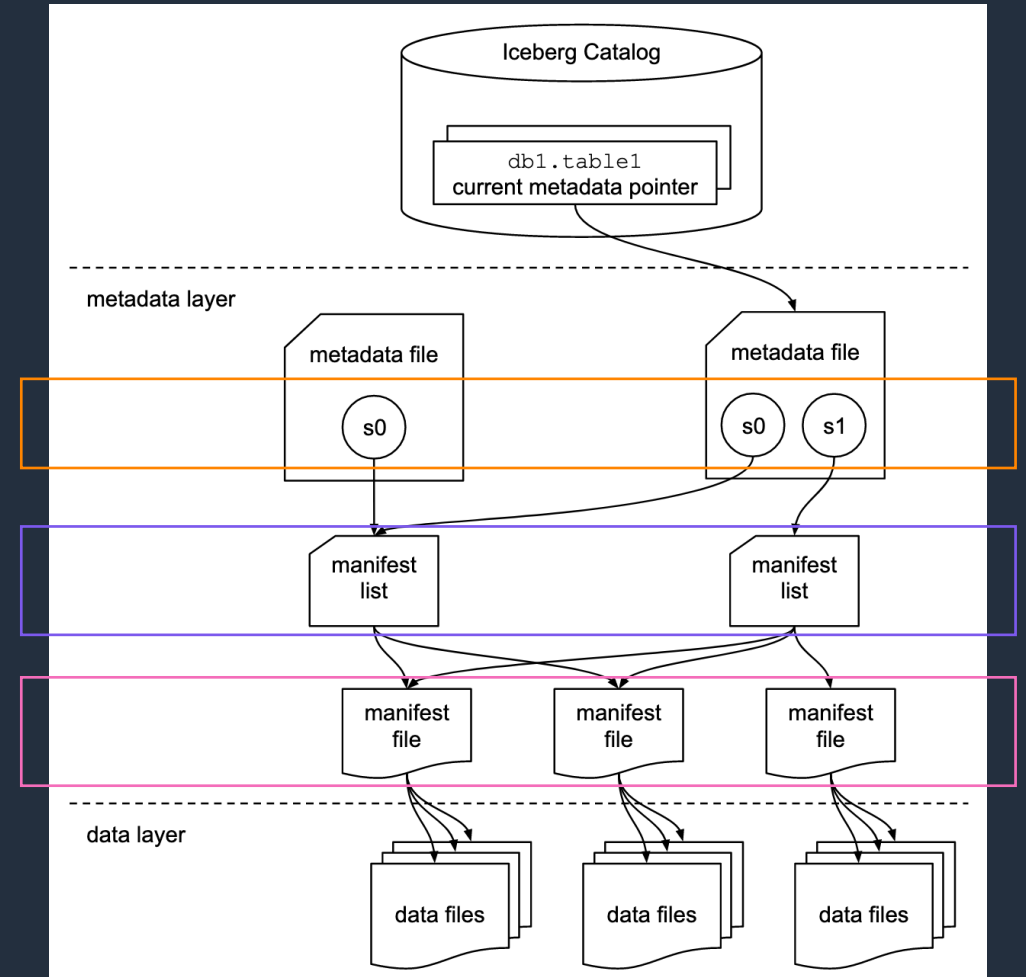 Iceberg Catalog
db1.table1
current metadata pointer
metadata layer
metadata file
metadata file
s0
s0
s1
manifest
list
manifest
list
manifest
file
manifest
file
manifest
file
data layer
data files
data files
data files